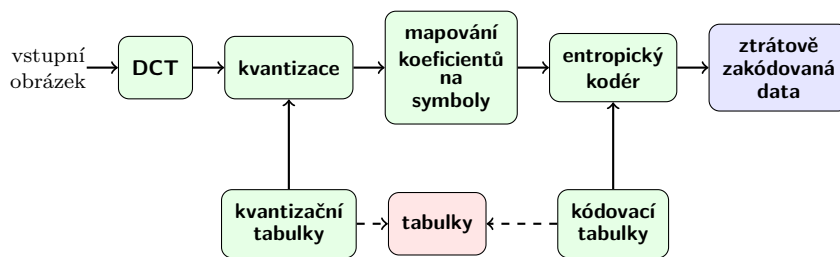 vstupní
obrázek
DCT
kvantizace
mapování
koeficientů
na
symboly
entropický
kodér
ztrátově
zakódovaná
data
kvantizační
tabulky
tabulky
kódovací
tabulky